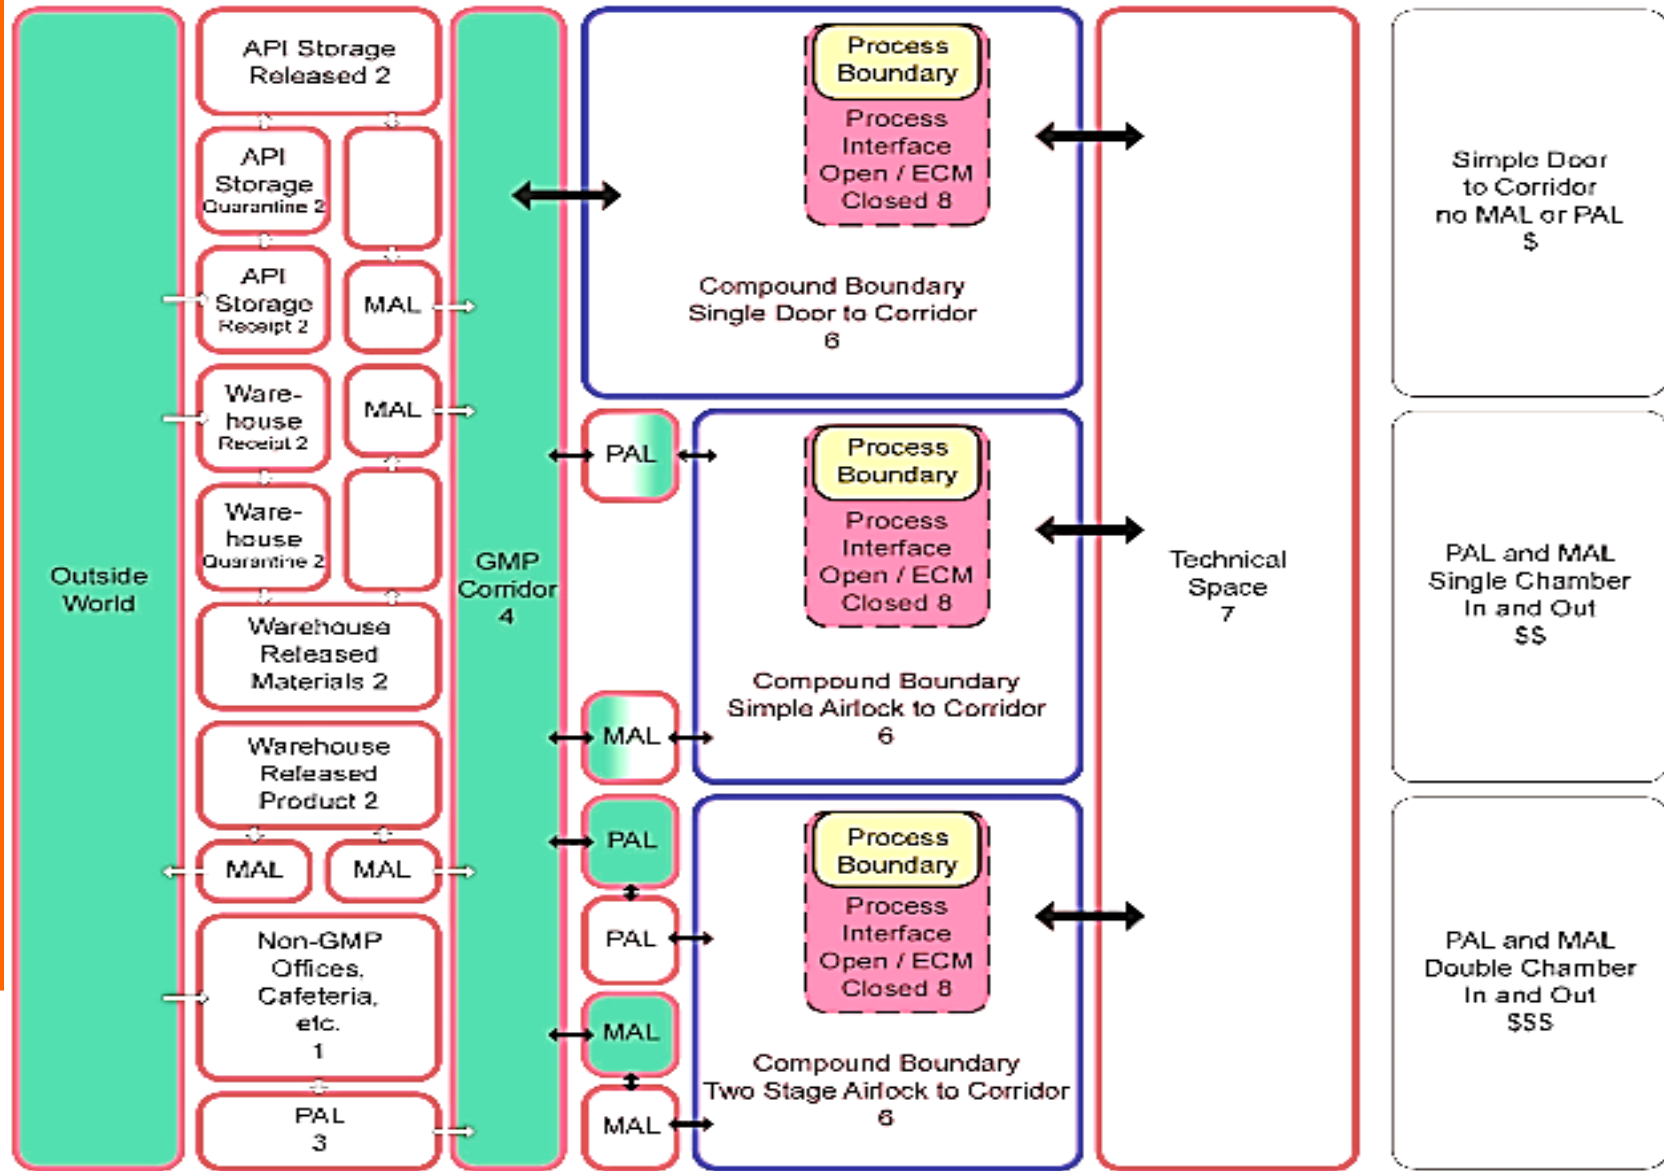 Outside
World
API Storage
Released 2
API
Storage
Quarantine 2
API
Storage
Receipt 2
MAL
Ware-
house
Receipt 2
MAL
Ware-
house
Quarantine 2
Warehouse
Released
Materials 2
Warehouse
Released
Product 2
MAL
MAL
Non-GMP
Offices,
Cafeteria,
etc.
1
PAL
3
GMP
Corridor
4
Process
Boundary
Process
Interface
Open / ECM
Closed 8
Compound Boundary
Single Door to Corridor
6
PAL
Process
Boundary
Process
Interface
Open / ECM
Closed 8
Compound Boundary
Simple Airlock to Corridor
6
MAL
PAL
PAL
MAL
MAL
Process
Boundary
Process
Interface
Open / ECM
Closed 8
Compound Boundary
Two Stage Airlock to Corridor
6
Technical
Space
7
Simple Door
to Corridor
no MAL or PAL
$
PAL and MAL
Single Chamber
In and Out
$$
PAL and MAL
Double Chamber
In and Out
$$$